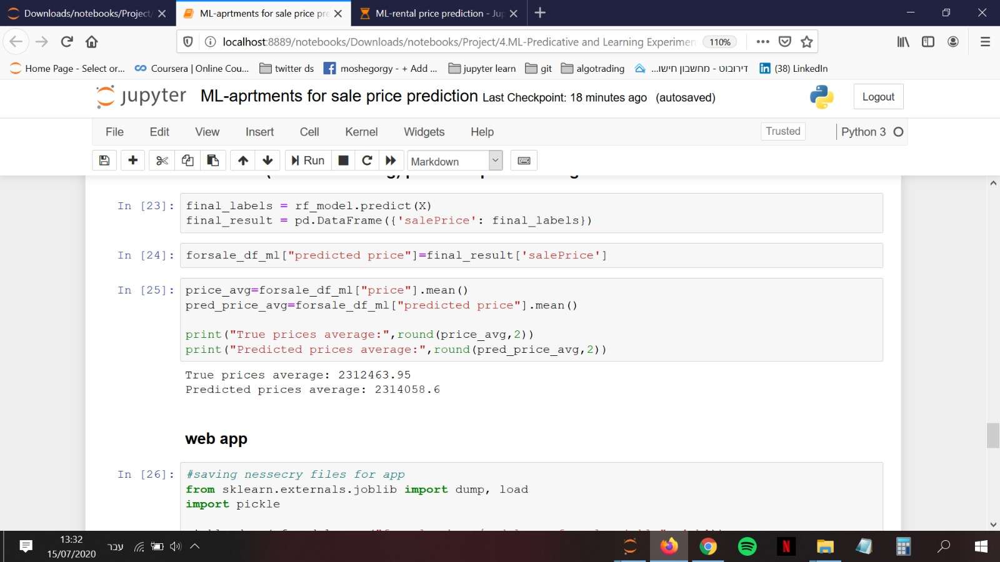 Downloads/notebooks/Project/
ML-aprtments for sale price pre
ML-rental price prediction - Jup
localhost:8889/notebooks/Downloads/notebooks/Project/4.ML-Predicative and Learning Experimen
110%
Home Page - Select or...
Coursera | Online Cou...
twitter ds
moshegorgy - + Add ...
jupyter learn
git
algotrading
דירובוט - מחשבון חישו...
(38) LinkedIn
jupyter
ML-aprtments for sale price prediction Last Checkpoint: 18 minutes ago (autosaved)
Logout
File Edit View Insert Cell Kernel Widgets Help
Trusted
Python 3
Run
Markdown
In [23]:
final_labels = rf_model.predict(X)
final_result = pd.DataFrame({'salePrice': final_labels})
In [24]:
forsale_df_ml["predicted price"]=final_result['salePrice']
In [25]:
price_avg=forsale_df_ml["price"].mean()
pred_price_avg=forsale_df_ml["predicted price"].mean()
print("True prices average:",round(price_avg,2))
print("Predicted prices average:",round(pred_price_avg,2))
True prices average: 2312463.95
Predicted prices average: 2314058.6
web app
In [26]:
#saving nessecry files for app
from sklearn.externals.joblib import dump, load
import pickle
13:32
15/07/2020
עבר